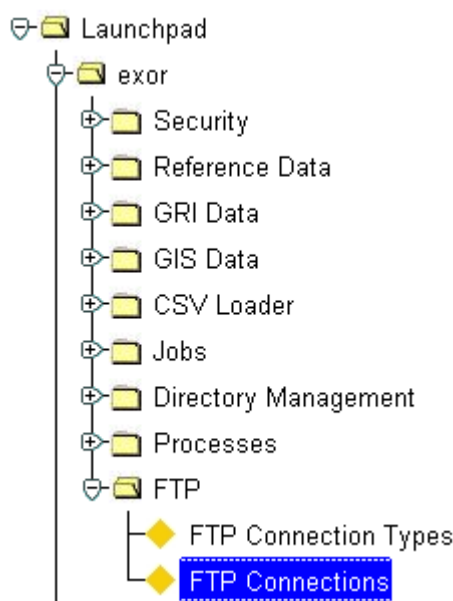 Launchpad
exor
Security
Reference Data
GRI Data
GIS Data
CSV Loader
Jobs
Directory Management
Processes
FTP
FTP Connection Types
FTP Connections